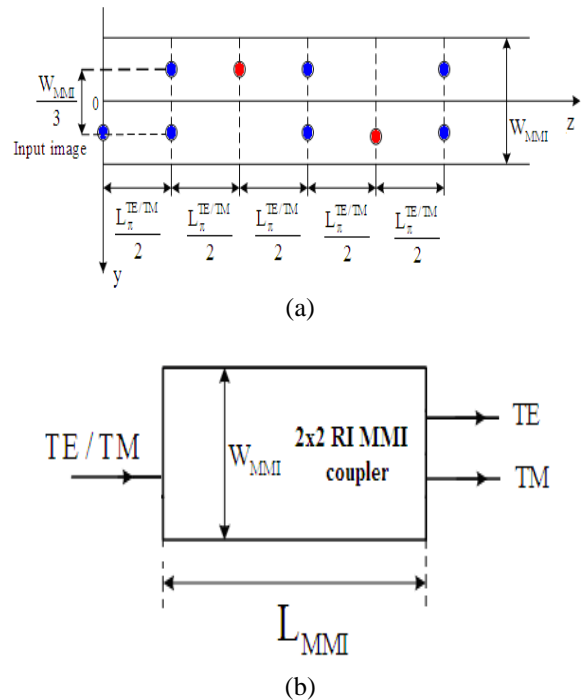 W_MMI
3
0
Input image
z
W_MMI
L_π^TE/TM
2
L_π^TE/TM
2
L_π^TE/TM
2
L_π^TE/TM
2
L_π^TE/TM
2
y
(a)
TE/TM
W_MMI
2x2 RI MMI
coupler
TE
TM
L_MMI
(b)